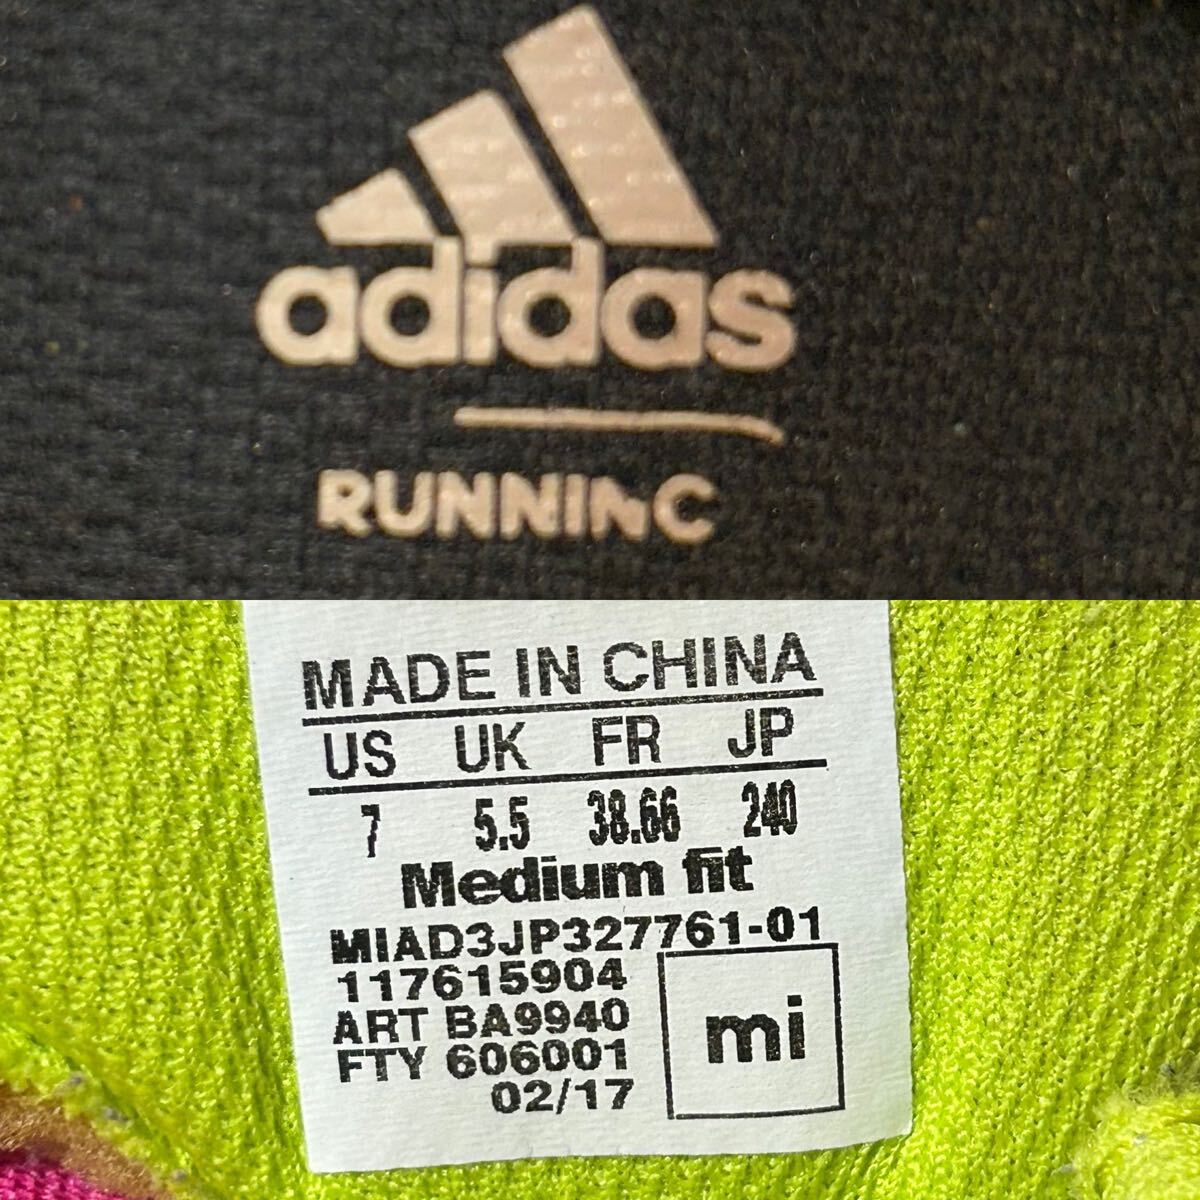 adidas
RUNNING
MADE IN CHINA
US UK FR JP
7 5.5 38.66 240
Medium fit
MIAD3JP327761-01
117615904
ART BA9940
FTY 606001
02/17
mi